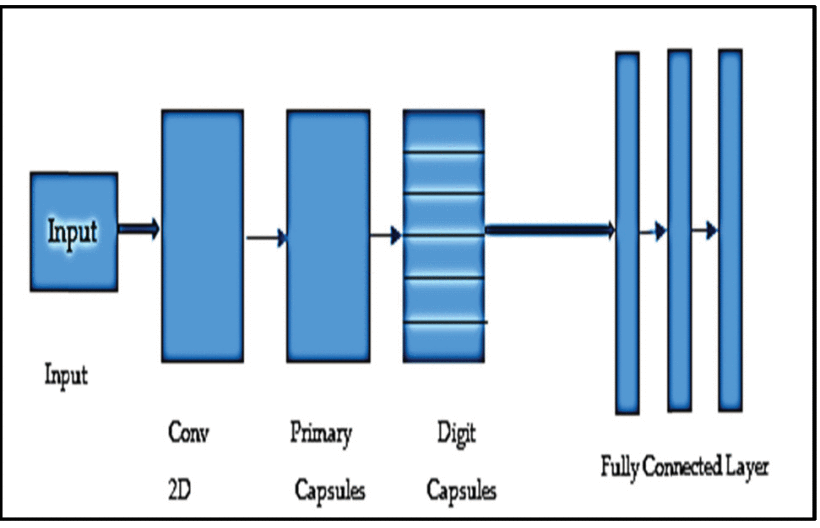 Input
Input
Conv
2D
Primary
Capsules
Digit
Capsules
Fully Connected Layer